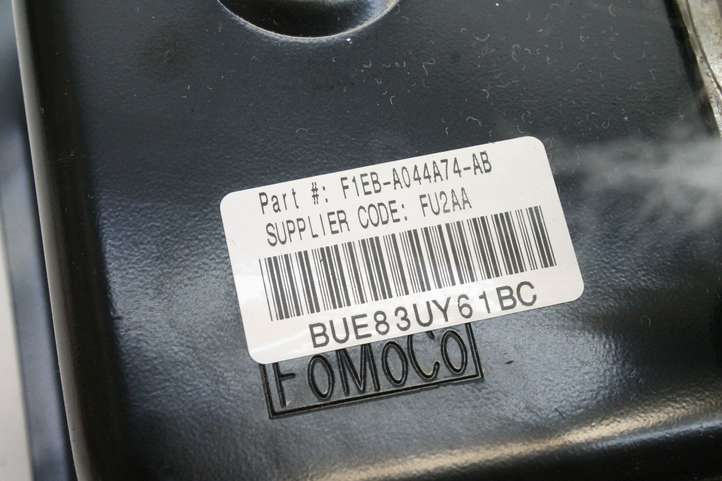 Part #: F1EB-A044A74-AB
SUPPLIER CODE: FU2AA
BUE83UY61BC
FoMoCo